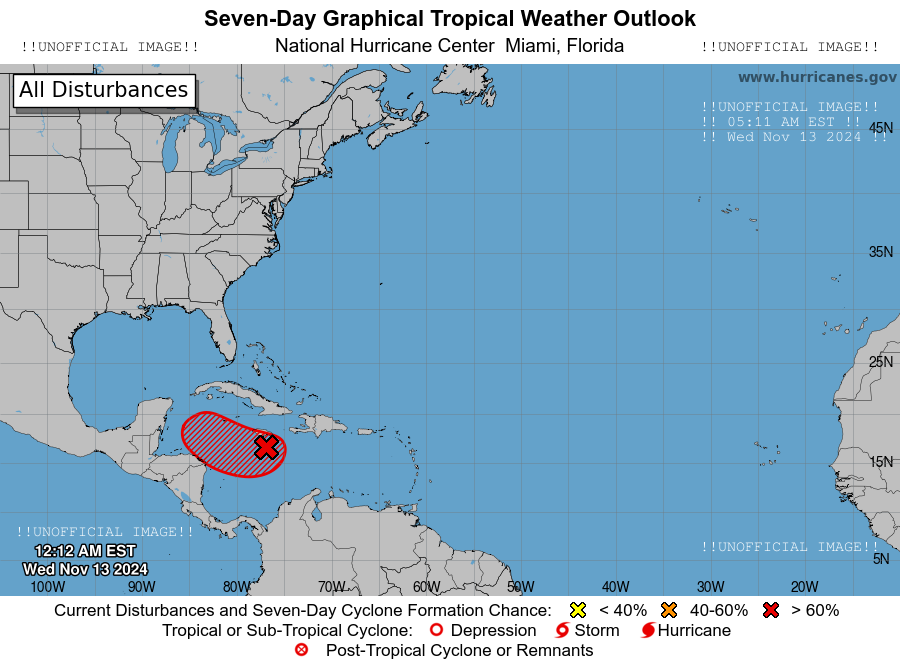 Seven-Day Graphical Tropical Weather Outlook
!!UNOFFICIAL IMAGE!! National Hurricane Center Miami, Florida !!UNOFFICIAL IMAGE!!
All Disturbances
www.hurricanes.gov
!!UNOFFICIAL IMAGE!!
!! 05:11 AM EST !!
!! Wed Nov 13 2024 !!
45N
35N
25N
15N
!!UNOFFICIAL IMAGE!!
12:12 AM EST
Wed Nov 13 2024
!!UNOFFICIAL IMAGE!!
5N
100W 90W 80W 70W 60W 50W 40W 30W 20W
Current Disturbances and Seven-Day Cyclone Formation Chance: < 40% 40-60% > 60%
Tropical or Sub-Tropical Cyclone: Depression Storm Hurricane
Post-Tropical Cyclone or Remnants